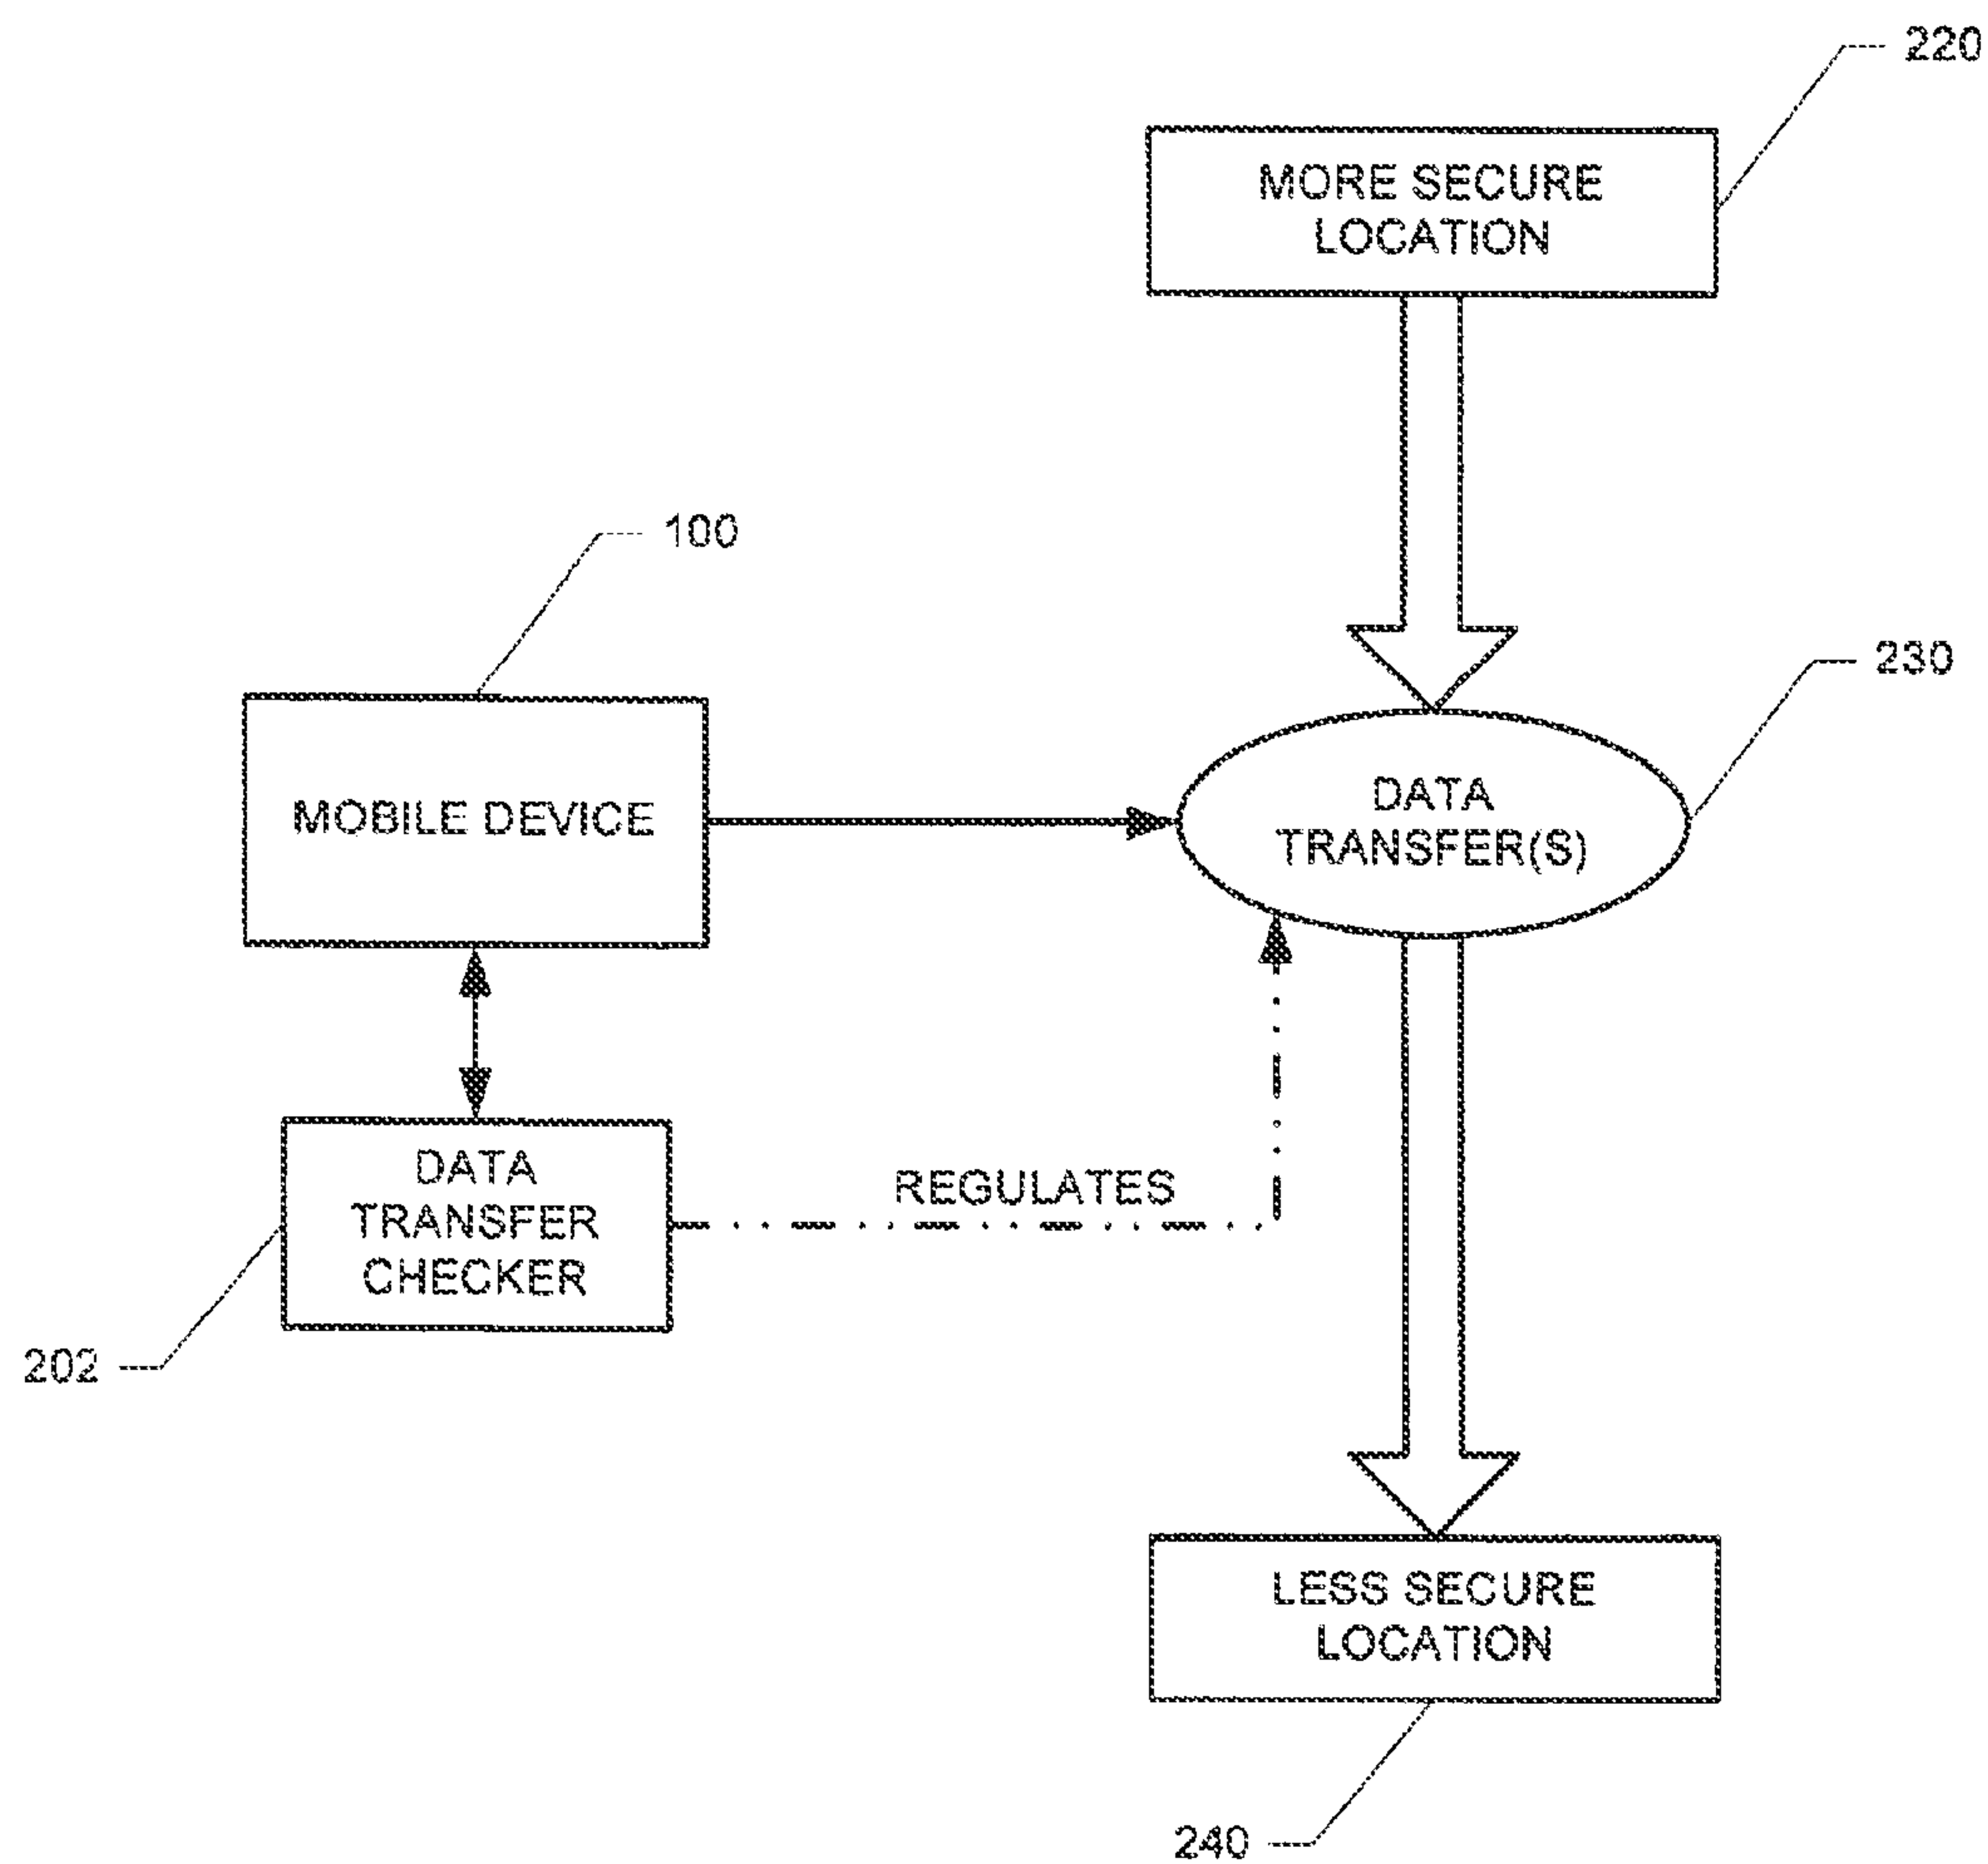 220
MORE SECURE
LOCATION
100
230
MOBILE DEVICE
DATA
TRANSFER(S)
DATA
TRANSFER
CHECKER
REGULATES
202
LESS SECURE
LOCATION
240